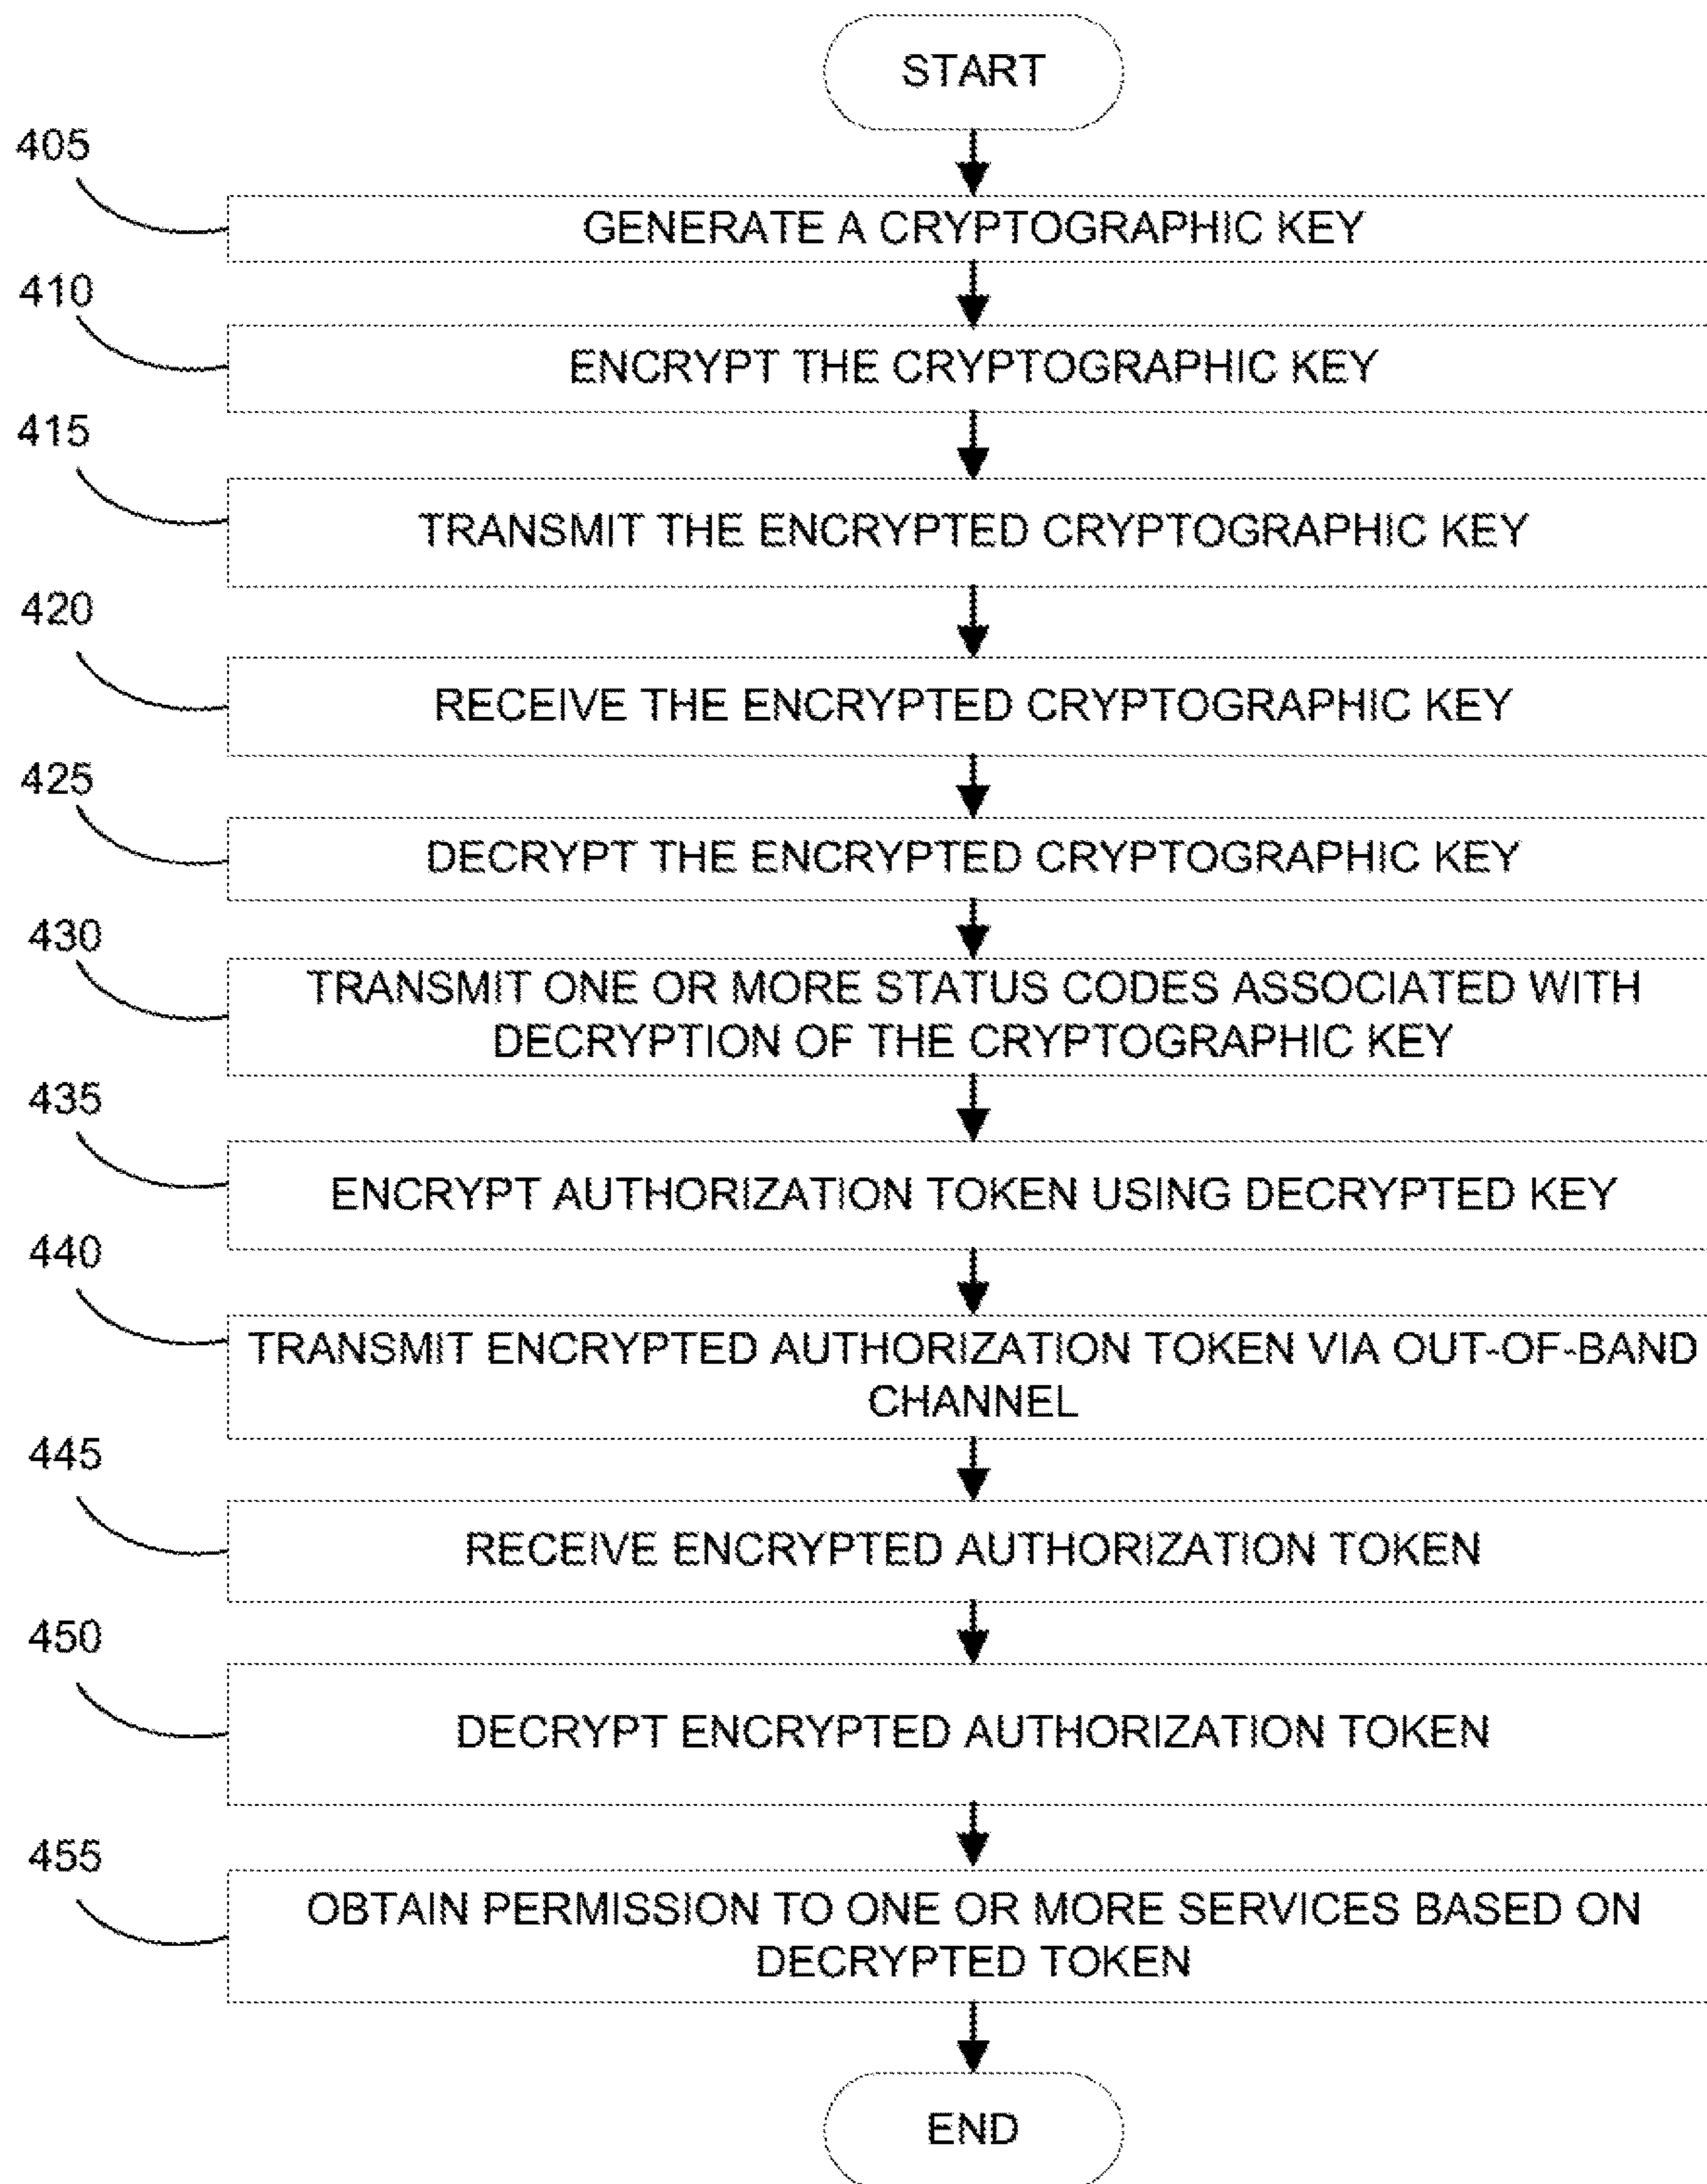 START
405
GENERATE A CRYPTOGRAPHIC KEY
410
ENCRYPT THE CRYPTOGRAPHIC KEY
415
TRANSMIT THE ENCRYPTED CRYPTOGRAPHIC KEY
420
RECEIVE THE ENCRYPTED CRYPTOGRAPHIC KEY
425
DECRYPT THE ENCRYPTED CRYPTOGRAPHIC KEY
430
TRANSMIT ONE OR MORE STATUS CODES ASSOCIATED WITH
DECRYPTION OF THE CRYPTOGRAPHIC KEY
435
ENCRYPT AUTHORIZATION TOKEN USING DECRYPTED KEY
440
TRANSMIT ENCRYPTED AUTHORIZATION TOKEN VIA OUT-OF-BAND
CHANNEL
445
RECEIVE ENCRYPTED AUTHORIZATION TOKEN
450
DECRYPT ENCRYPTED AUTHORIZATION TOKEN
455
OBTAIN PERMISSION TO ONE OR MORE SERVICES BASED ON
DECRYPTED TOKEN
END